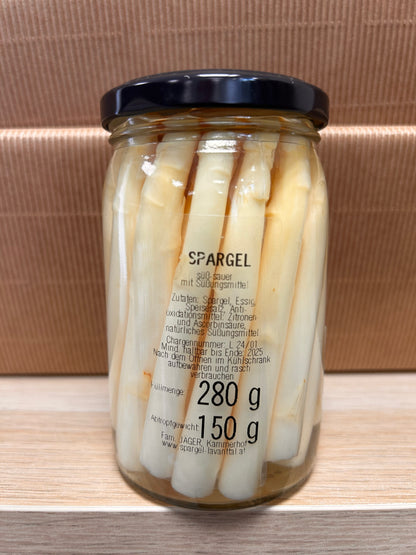 SPARGEL
süß-sauer
mit Süßungsmittel
Zutaten: Spargel, Essig,
Speisesalz, Anti-
oxidationsmittel: Zitronen-
und Ascorbinsäure,
natürliches Süßungsmittel
Chargennummer: L 24/01
Mind. haltbar bis Ende: 2025
Nach dem Öffnen im Kühlschrank
aufbewahren und rasch
verbrauchen
Füllmenge: 280 g
Abtropfgewicht: 150 g
Fam. JÄGER, Kammerhof
www.spargel-lavanttal.at